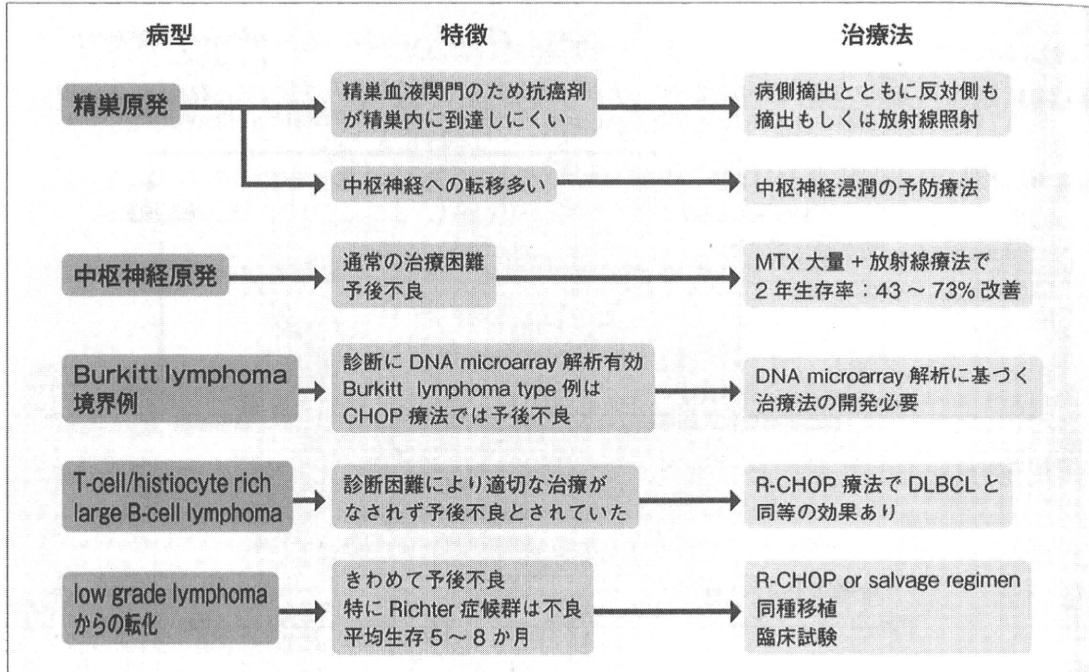 病型
特徴
治療法
精巣原発
精巣血液関門のため抗癌剤
が精巣内に到達しにくい
病側摘出とともに反対側も
摘出もしくは放射線照射
中枢神経への転移多い
中枢神経浸潤の予防療法
中枢神経原発
通常の治療困難
予後不良
MTX 大量 + 放射線療法で
2 年生存率：43 ～ 73% 改善
Burkitt lymphoma
境界例
診断に DNA microarray 解析有効
Burkitt lymphoma type 例は
CHOP 療法では予後不良
DNA microarray 解析に基づく
治療法の開発必要
T-cell/histiocyte rich
large B-cell lymphoma
診断困難により適切な治療が
なされず予後不良とされていた
R-CHOP 療法で DLBCL と
同等の効果あり
low grade lymphoma
からの転化
きわめて予後不良
特に Richter 症候群は不良
平均生存 5 ～ 8 か月
R-CHOP or salvage regimen
同種移植
臨床試験